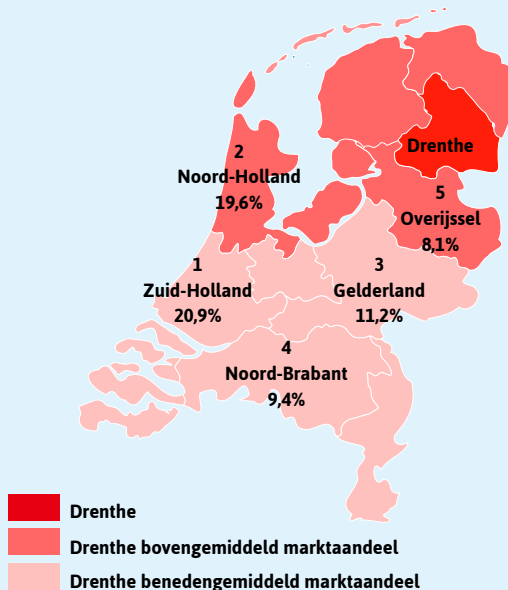 Drenthe
2
Noord-Holland
19,6%
5
Overijssel
8,1%
1
Zuid-Holland
20,9%
3
Gelderland
11,2%
4
Noord-Brabant
9,4%
Drenthe
Drenthe bovengemiddeld marktaandeel
Drenthe benedengemiddeld marktaandeel